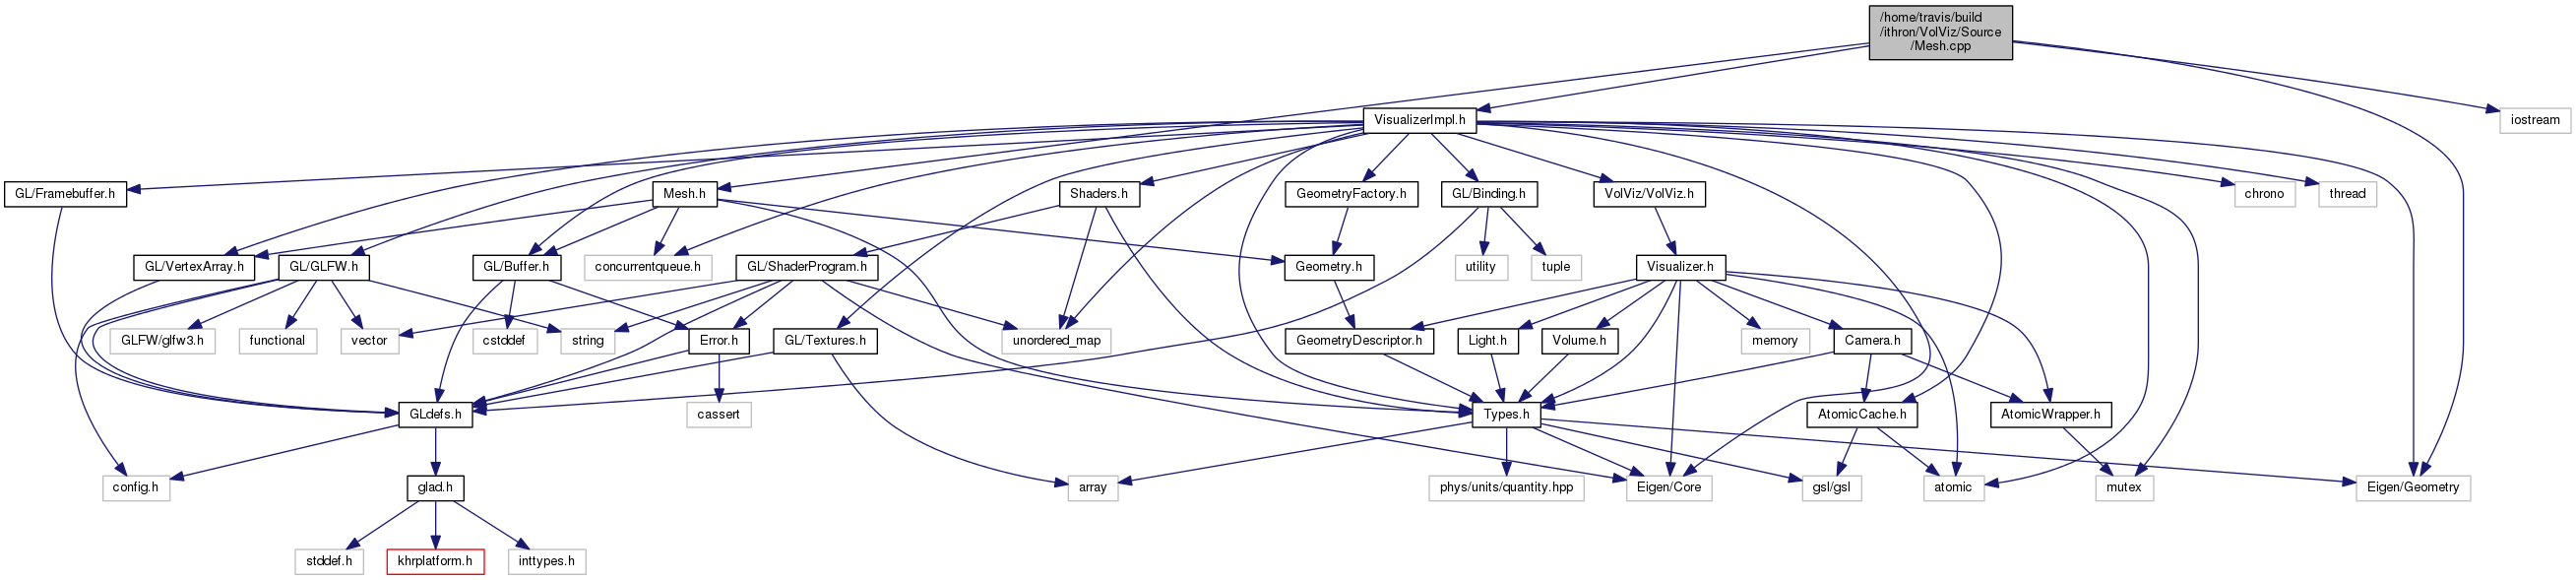 /home/travis/build
/ithron/VolViz/Source
/Mesh.cpp
VisualizerImpl.h
iostream
GL/Framebuffer.h
Mesh.h
Shaders.h
GeometryFactory.h
GL/Binding.h
VolViz/VolViz.h
chrono
thread
GL/VertexArray.h
GL/GLFW.h
GL/Buffer.h
concurrentqueue.h
GL/ShaderProgram.h
Geometry.h
utility
tuple
Visualizer.h
GLFW/glfw3.h
functional
vector
cstddef
string
Error.h
GL/Textures.h
unordered_map
GeometryDescriptor.h
Light.h
Volume.h
memory
Camera.h
GLdefs.h
cassert
Types.h
AtomicCache.h
AtomicWrapper.h
config.h
glad.h
array
phys/units/quantity.hpp
Eigen/Core
gsl/gsl
atomic
mutex
Eigen/Geometry
stddef.h
khrplatform.h
inttypes.h